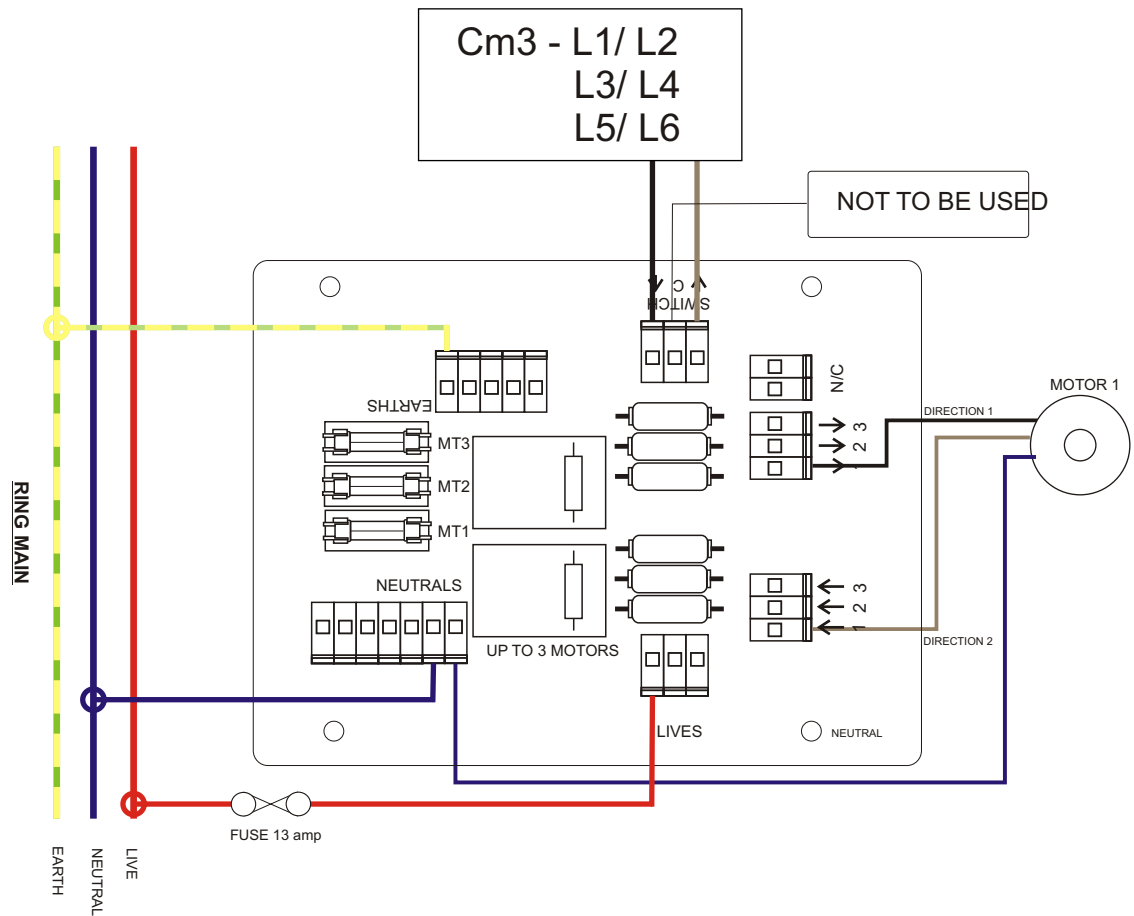 Cm3 - L1/ L2
L3/ L4
L5/ L6
NOT TO BE USED
SWITCH
C
EARTHS
N/C
MOTOR 1
DIRECTION 1
3
2
1
MT3
MT2
MT1
RING MAIN
NEUTRALS
3
2
1
DIRECTION 2
UP TO 3 MOTORS
LIVES
NEUTRAL
FUSE 13 amp
EARTH
NEUTRAL
LIVE